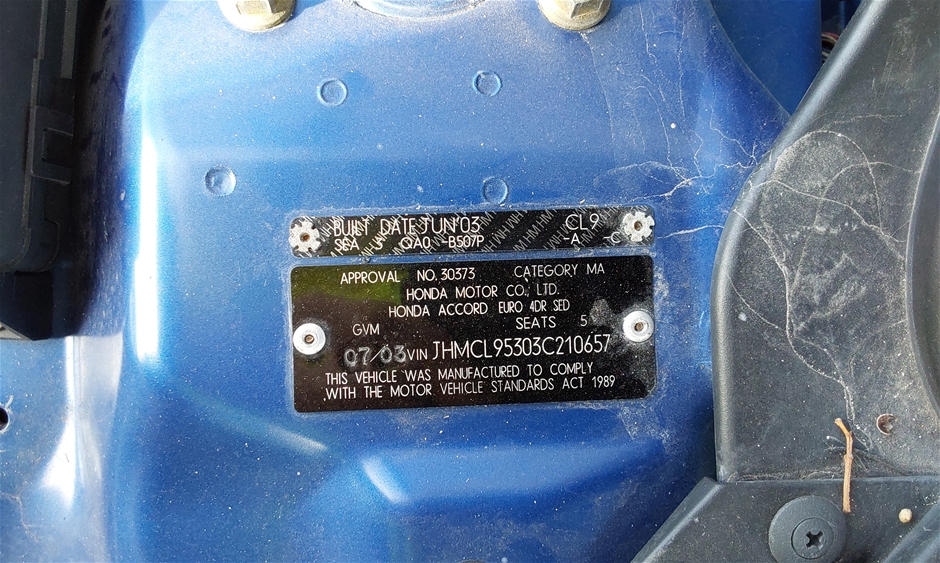 BUILT DATE JUN'03 CL9
SEA QA0 -B507P -A C
APPROVAL NO. 30373 CATEGORY MA
HONDA MOTOR CO., LTD.
HONDA ACCORD EURO 4DR SED
GVM SEATS 5
07/03 VIN JHMCL95303C210657
THIS VEHICLE WAS MANUFACTURED TO COMPLY
WITH THE MOTOR VEHICLE STANDARDS ACT 1989